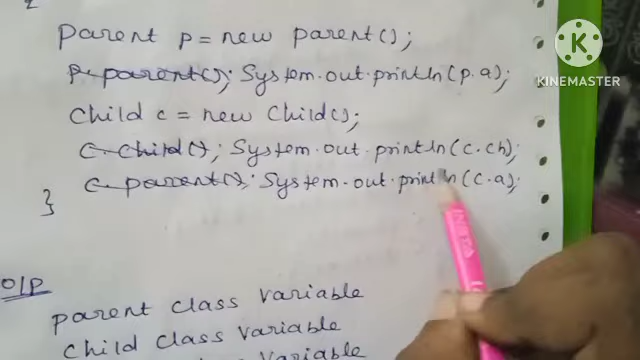 {
parent p = new parent();
p. parent(); System.out.println(p.a);
child c = new child();
c. child(); System.out.println(c.ch);
c. parent(); System.out.println(c.a);
}
O/P
parent class variable
child class variable
variable
K
KINEMASTER